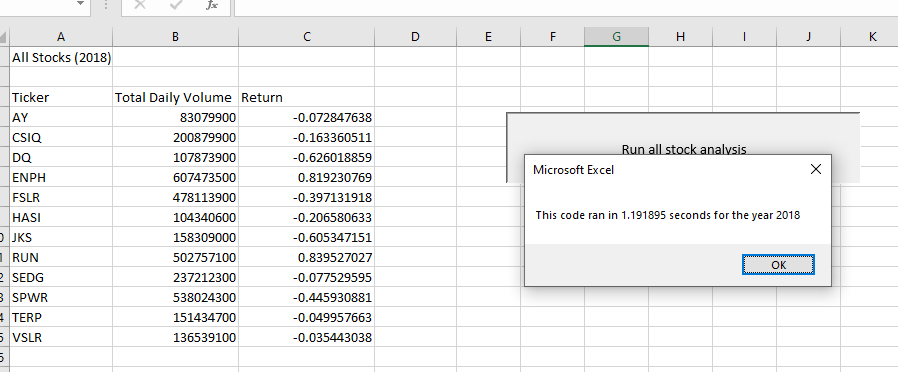 fx
A B C D E F G H I J K
All Stocks (2018)
Ticker Total Daily Volume Return
AY 83079900 -0.072847638
CSIQ 200879900 -0.163360511
DQ 107873900 -0.626018859
ENPH 607473500 0.819230769
FSLR 478113900 -0.397131918
HASI 104340600 -0.206580633
JKS 158309000 -0.605347151
RUN 502757100 0.839527027
SEDG 237212300 -0.077529595
SPWR 538024300 -0.445930881
TERP 151434700 -0.049957663
VSLR 136539100 -0.035443038
Run all stock analysis
Microsoft Excel
This code ran in 1.191895 seconds for the year 2018
OK